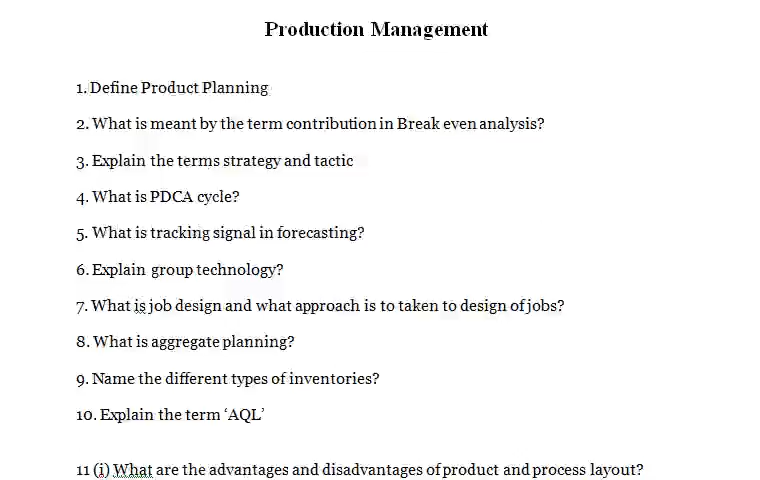 Production Management
1. Define Product Planning
2. What is meant by the term contribution in Break even analysis?
3. Explain the terms strategy and tactic
4. What is PDCA cycle?
5. What is tracking signal in forecasting?
6. Explain group technology?
7. What is job design and what approach is to taken to design of jobs?
8. What is aggregate planning?
9. Name the different types of inventories?
10. Explain the term ‘AQL’
11 (i) What are the advantages and disadvantages of product and process layout?